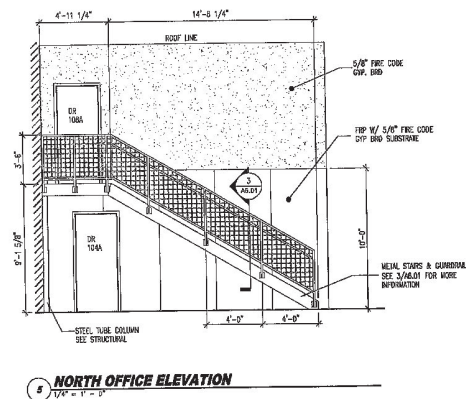 4'-11 1/4"
14'-8 1/4"
ROOF LINE
5/8" FIRE CODE
GYP. BRD
DR
108A
FRP W/ 5/8" FIRE CODE
GYP BRD SUBSTRATE
3'-6"
3
A6.01
9'-1 5/8"
10'-0"
DR
104A
METAL STAIRS & GUARDRAIL
SEE 3/A6.01 FOR MORE
INFORMATION
4'-0"
4'-0"
STEEL TUBE COLUMN
SEE STRUCTURAL
5
NORTH OFFICE ELEVATION
1/4" = 1' - 0"